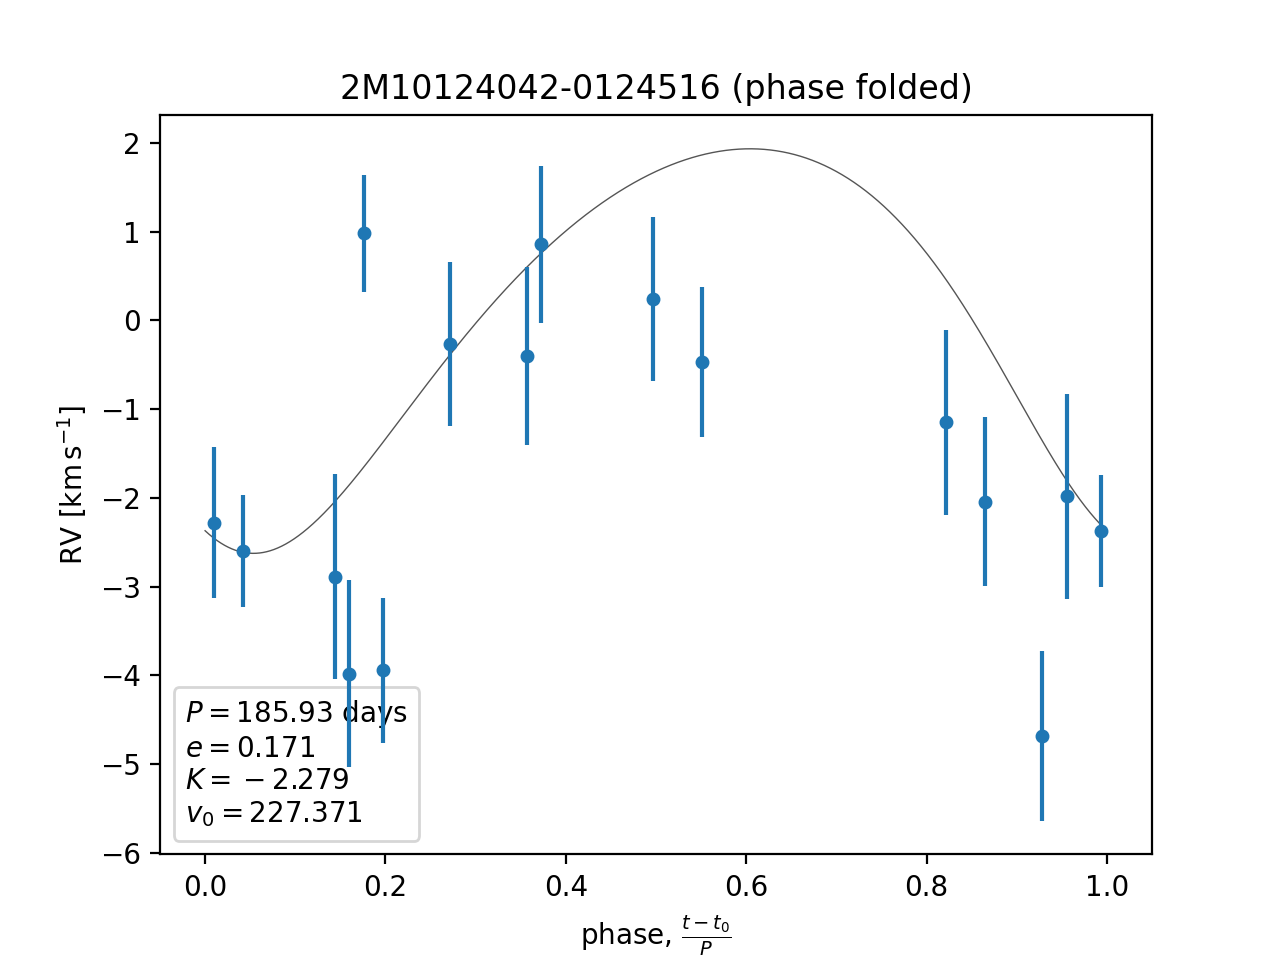 2M10124042-0124516 (phase folded)
2
1
0
−1
−2
−3
−4
−5
−6
RV [km s⁻¹]
P = 185.93 days
e = 0.171
K = −2.279
v₀ = 227.371
0.0 0.2 0.4 0.6 0.8 1.0
phase, (t − t₀)/P